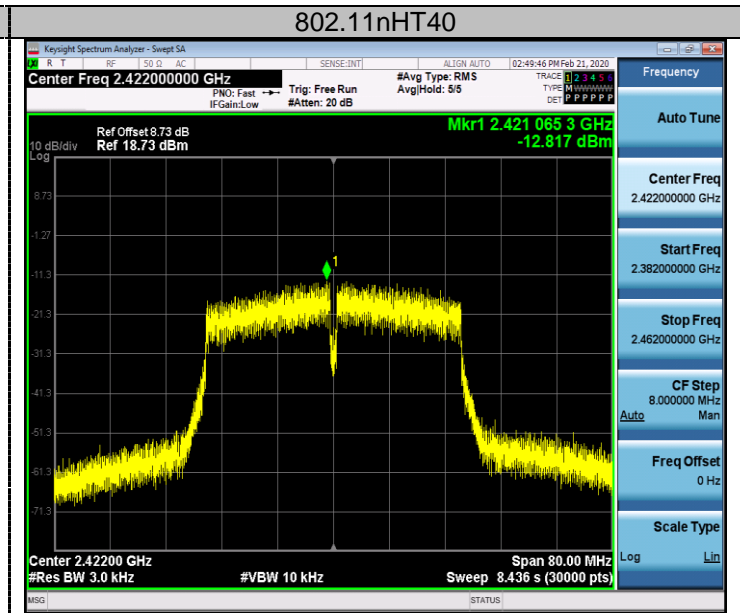 802.11nHT40
Keysight Spectrum Analyzer - Swept SA
R T RF 50 Ω AC SENSE:INT ALIGN AUTO 02:49:46 PM Feb 21, 2020
Center Freq 2.422000000 GHz
PNO: Fast
IFGain:Low
Trig: Free Run
#Atten: 20 dB
#Avg Type: RMS
Avg|Hold: 5/5
TRACE 1 2 3 4 5 6
TYPE M WWWWW
DET P P P P P P
Frequency
Auto Tune
Center Freq
2.422000000 GHz
Start Freq
2.382000000 GHz
Stop Freq
2.462000000 GHz
CF Step
8.000000 MHz
Auto Man
Freq Offset
0 Hz
Scale Type
Log Lin
Ref Offset 8.73 dB
10 dB/div Ref 18.73 dBm
Log
Mkr1 2.421 065 3 GHz
-12.817 dBm
8.73
-1.27
-11.3
-21.3
-31.3
-41.3
-51.3
-61.3
-71.3
1
Center 2.42200 GHz Span 80.00 MHz
#Res BW 3.0 kHz #VBW 10 kHz Sweep 8.436 s (30000 pts)
MSG STATUS